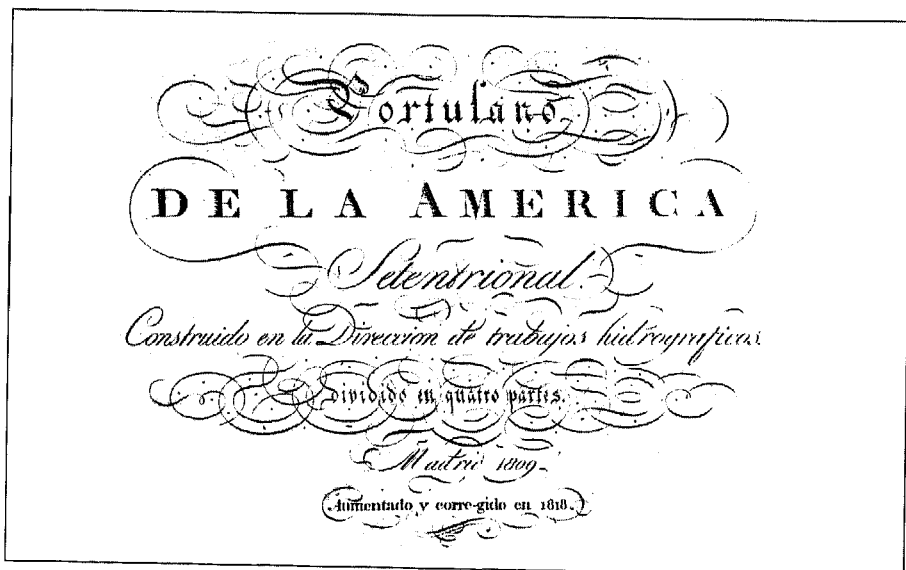 Portulano
DE LA AMERICA
Setentrional.
Construido en la Direccion de trabajos hidrograficos.
Dividido en quatro partes.
Madrid 1809.
Aumentado y corre-gido en 1818.